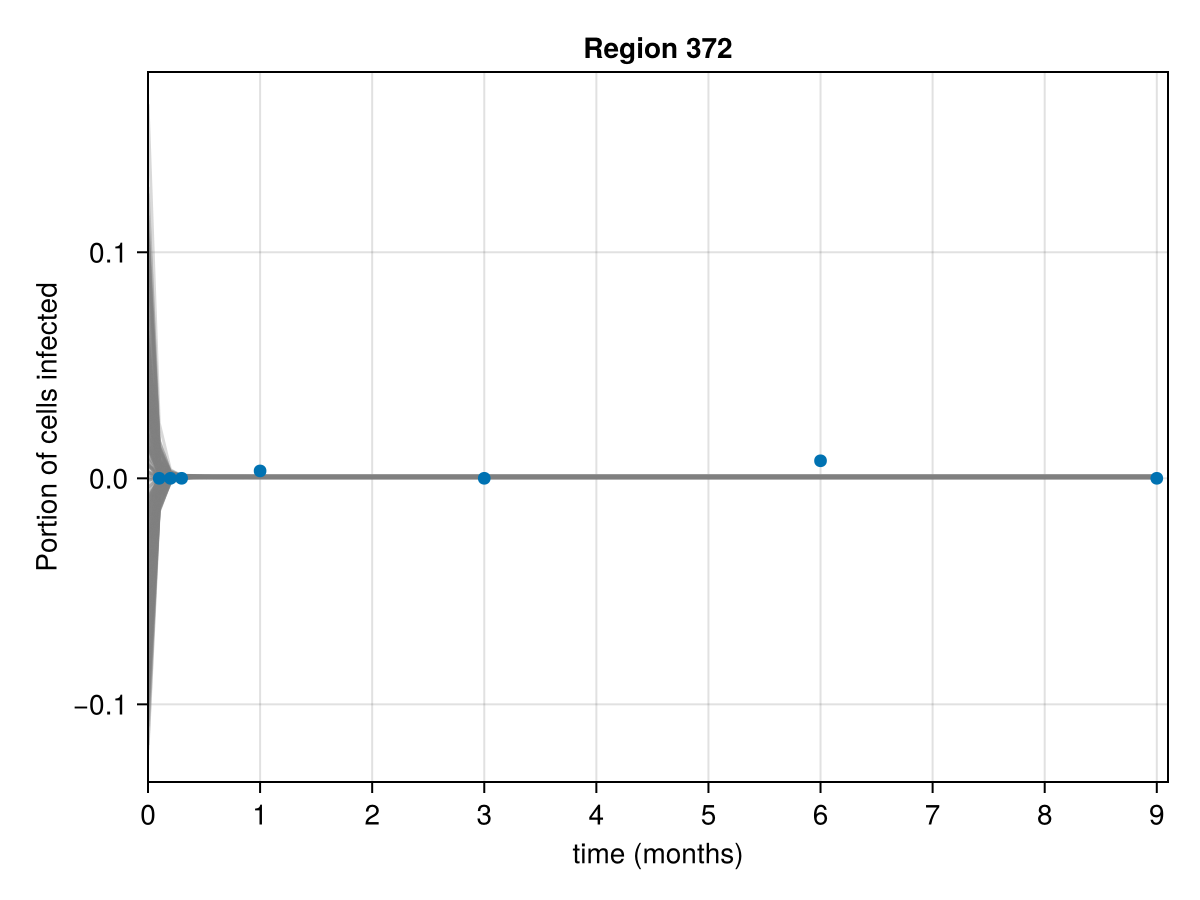 Region 372
Portion of cells infected
0.1
0.0
−0.1
0 1 2 3 4 5 6 7 8 9
time (months)